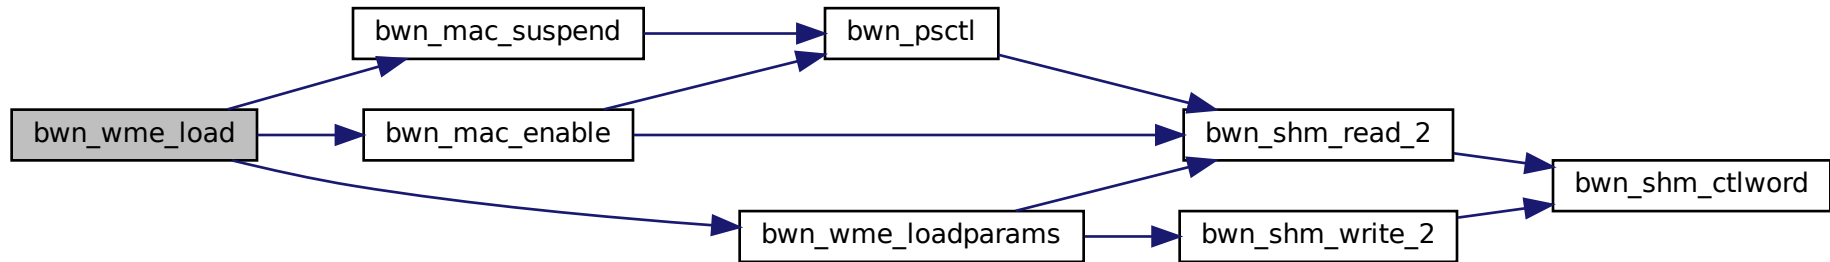 bwn_mac_suspend
bwn_psctl
bwn_wme_load
bwn_mac_enable
bwn_shm_read_2
bwn_shm_ctlword
bwn_wme_loadparams
bwn_shm_write_2